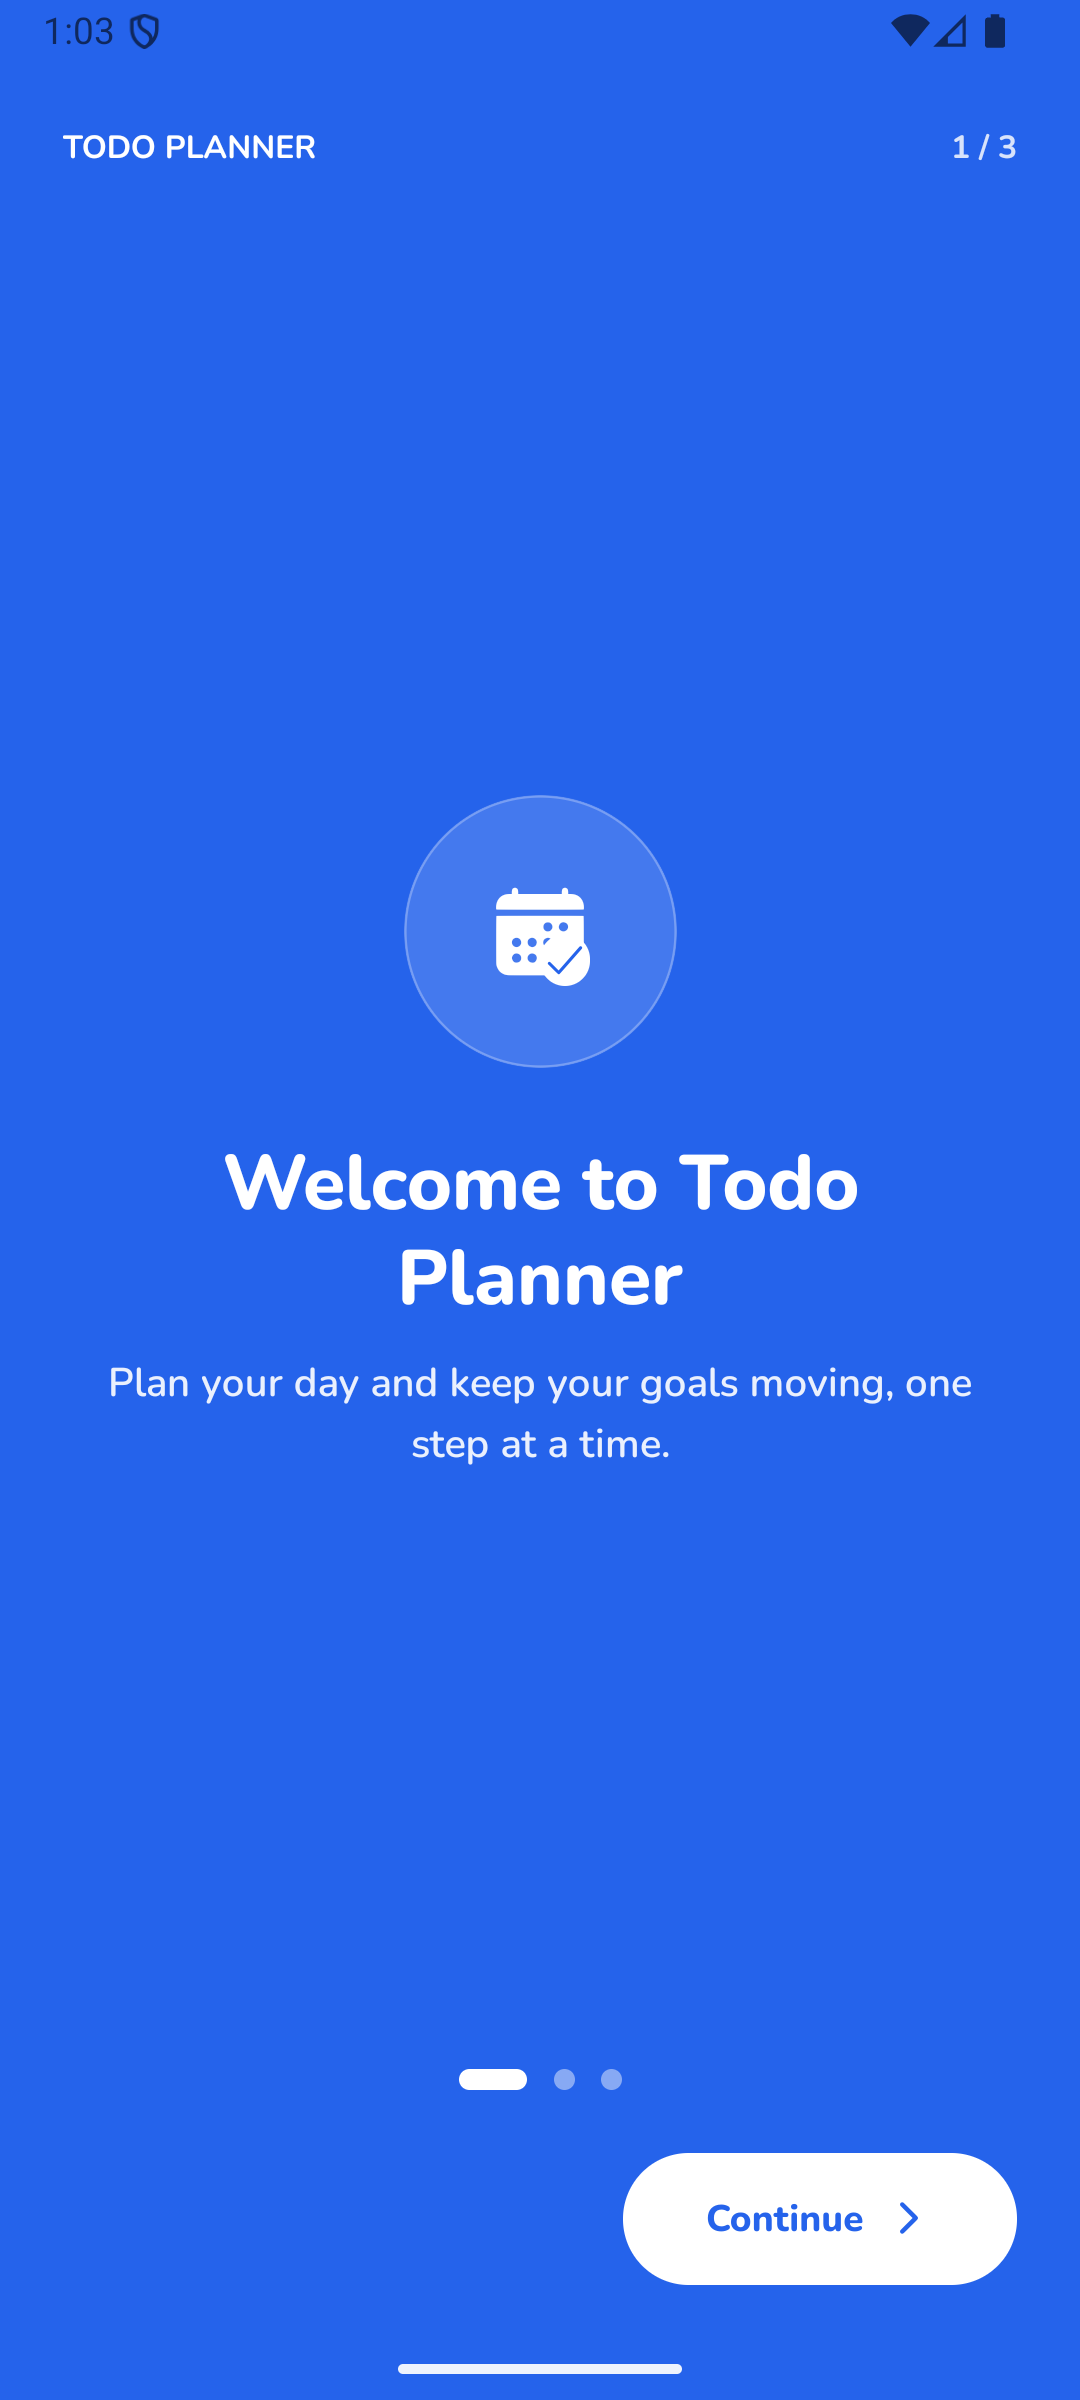 1:03
TODO PLANNER
1 / 3
Welcome to Todo
Planner
Plan your day and keep your goals moving, one
step at a time.
Continue